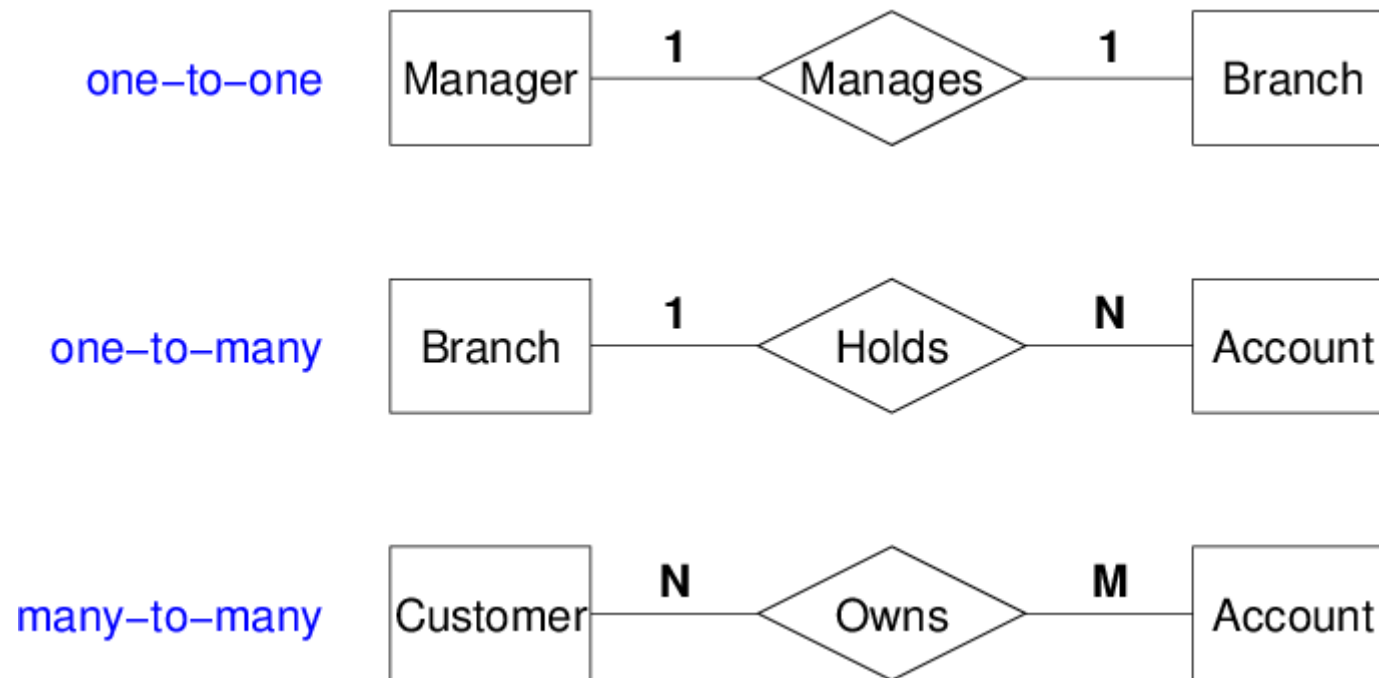 1 1
one−to−one Manager Manages Branch
1 N
one−to−many Branch Holds Account
N M
many−to−many Customer Owns Account